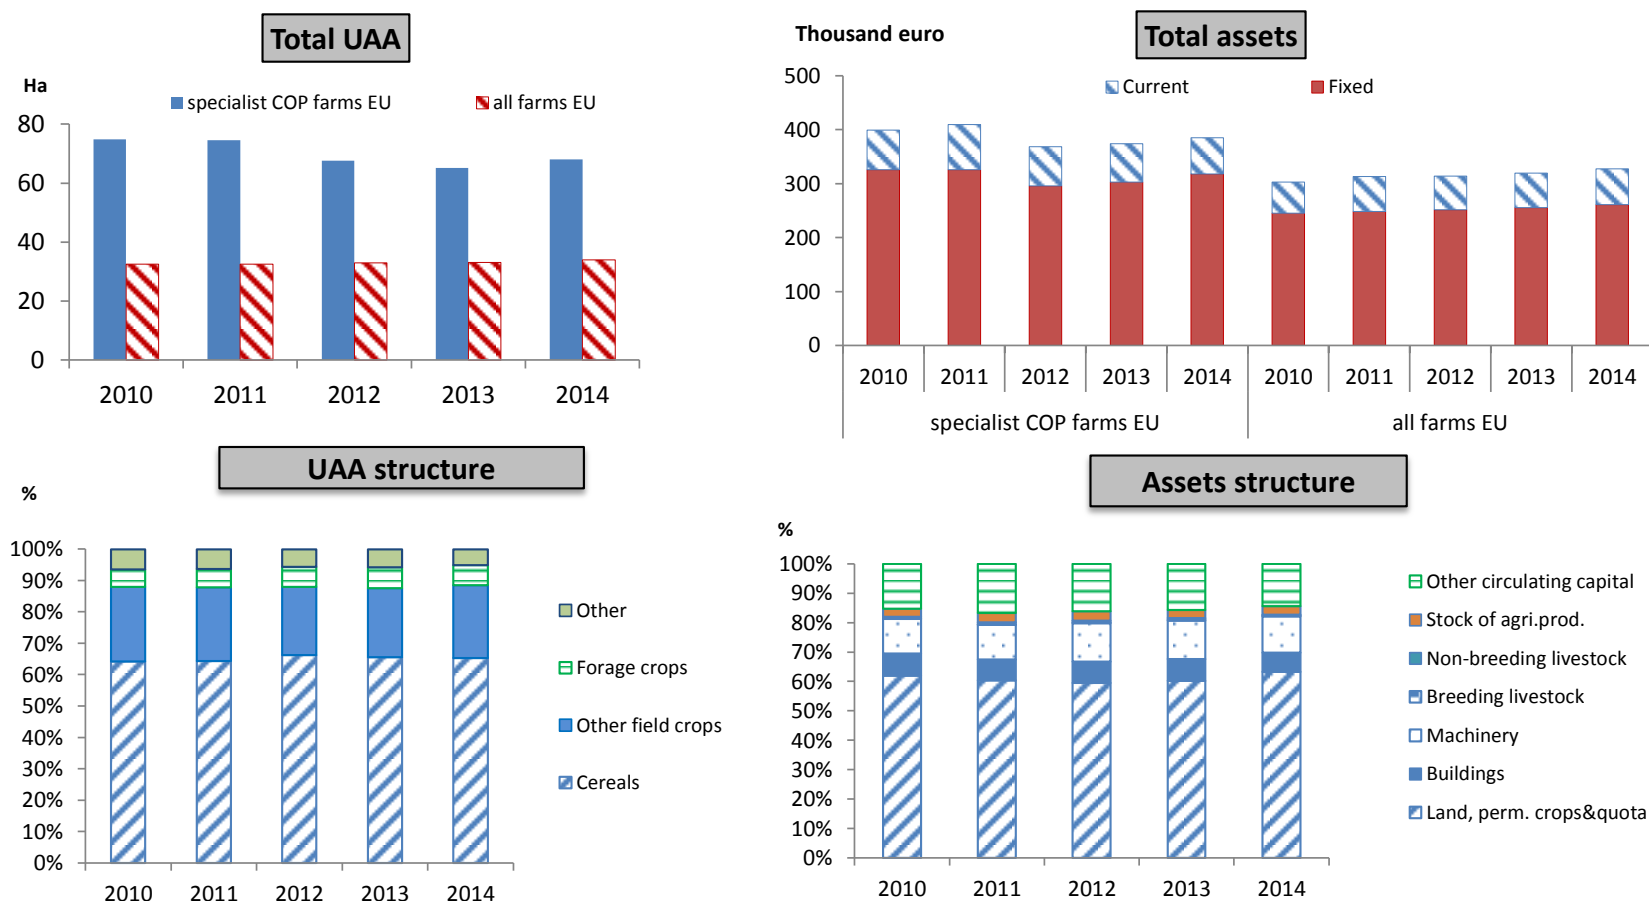 Total UAA
Ha
specialist COP farms EU
all farms EU
80
60
40
20
0
2010 2011 2012 2013 2014
Thousand euro
Total assets
Current
Fixed
500
400
300
200
100
0
2010 2011 2012 2013 2014 2010 2011 2012 2013 2014
specialist COP farms EU
all farms EU
UAA structure
%
100%
90%
80%
70%
60%
50%
40%
30%
20%
10%
0%
2010 2011 2012 2013 2014
Other
Forage crops
Other field crops
Cereals
Assets structure
%
100%
90%
80%
70%
60%
50%
40%
30%
20%
10%
0%
2010 2011 2012 2013 2014
Other circulating capital
Stock of agri.prod.
Non-breeding livestock
Breeding livestock
Machinery
Buildings
Land, perm. crops&quota